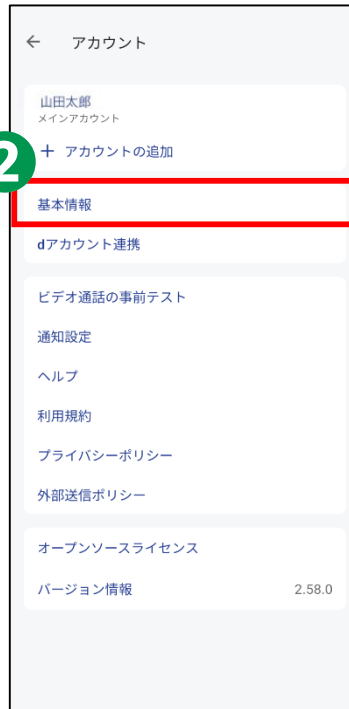 ← アカウント
山田太郎
メインアカウント
+ アカウントの追加
2
基本情報
dアカウント連携
ビデオ通話の事前テスト
通知設定
ヘルプ
利用規約
プライバシーポリシー
外部送信ポリシー
オープンソースライセンス
バージョン情報 2.58.0